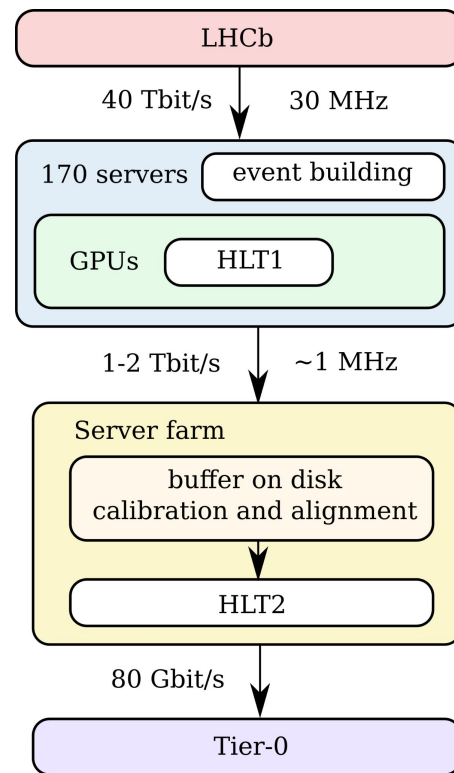 LHCb
40 Tbit/s 30 MHz
170 servers event building
GPUs HLT1
1-2 Tbit/s ~1 MHz
Server farm
buffer on disk
calibration and alignment
HLT2
80 Gbit/s
Tier-0